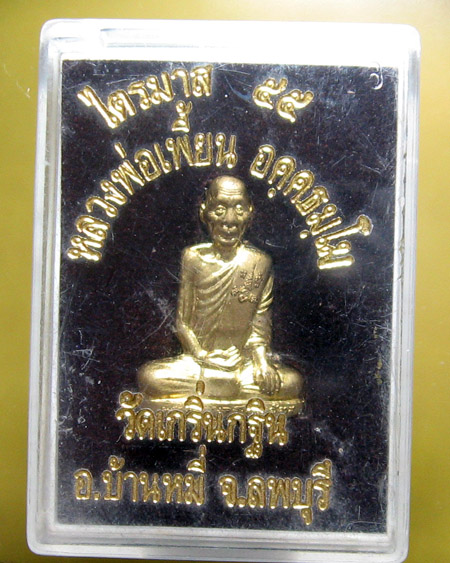 ไตรมาส ๕๕
หลวงพ่อเพี้ยน อคฺคธมฺโม
วัดเกริ่นกฐิน
อ.บ้านหมี่ จ.ลพบุรี